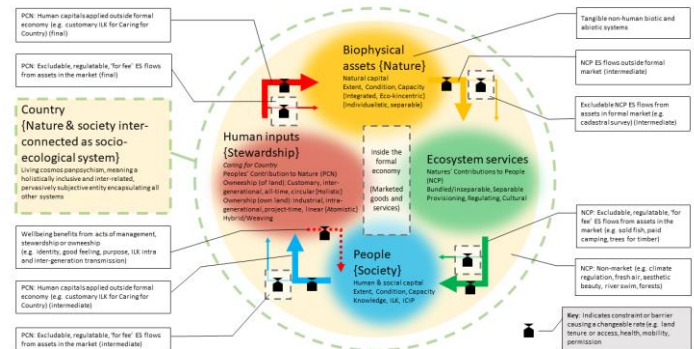 PCN: Human capitals applied outside formal
economy (e.g. customary ILK for Caring for
Country) (final)
PCN: Excludable, regulatable, 'for fee' ES flows
from assets in the market (final)
Country
{Nature & society inter-
connected as socio-
ecological system}
Living cosmos panpsychism, meaning a
holistically inclusive and inter-related,
pervasively subjective entity encapsulating all
other systems
Wellbeing benefits from acts of management,
stewardship or ownership
(e.g. identity, good feeling, purpose, ILK intra
and inter-generation transmission)
PCN: Human capitals applied outside formal
economy (e.g. customary ILK for Caring for
Country) (intermediate)
PCN: Excludable, regulatable, 'for fee' ES flows
from assets in the market (intermediate)
Biophysical
assets {Nature}
Natural capital
Extent, Condition, Capacity
[Integrated, Eco-kincentric]
[Individualistic, separable]
Human inputs
{Stewardship}
Caring for Country
Peoples' Contribution to Nature (PCN)
Ownership (of land): Customary, inter-
generational, all-time, circular [Holistic]
Ownership (own land): Industrial, intra-
generational, project-time, linear (Atomistic)
Hybrid/Weaving
Inside the
formal
economy
(Marketed
goods and
services)
Ecosystem services
Natures' Contributions to People
(NCP)
Bundled/Inseparable, Separable
Provisioning, Regulating, Cultural
People
{Society}
Human & social capital
Extent, Condition, Capacity
Knowledge, ILK, ICIP
Tangible non-human biotic and
abiotic systems
NCP ES flows outside formal
market (intermediate)
Excludable NCP ES flows from
assets in formal market (e.g.
cadastral survey) (Intermediate)
NCP: Excludable, regulatable, 'for
fee' ES flows from assets in the
market (e.g. sold fish, paid
camping, trees for timber)
NCP: Non-market (e.g. climate
regulation, fresh air, aesthetic
beauty, river swim, forests)
Key: Indicates constraint or barrier
causing a changeable rate (e.g. land
tenure or access, health, mobility,
permission